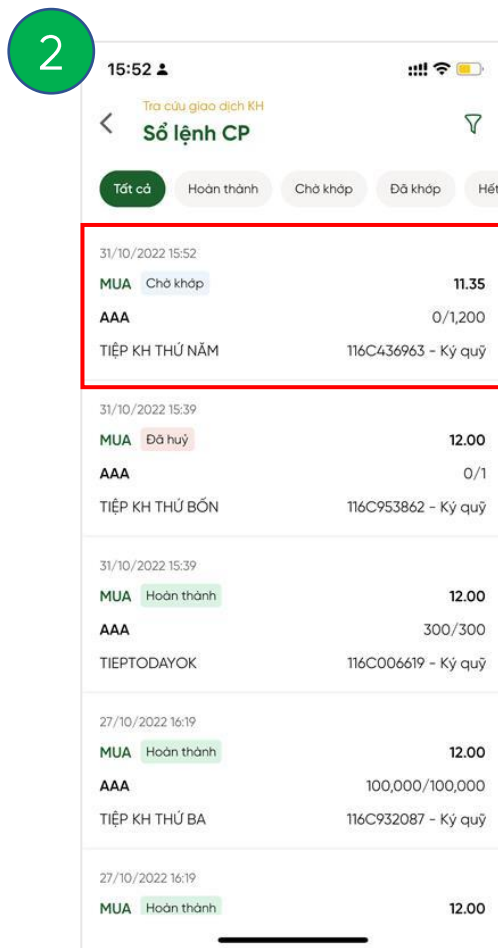 2
15:52
Tra cứu giao dịch KH
Sổ lệnh CP
Tất cả Hoàn thành Chờ khớp Đã khớp Hết
31/10/2022 15:52
MUA Chờ khớp 11.35
AAA 0/1,200
TIỆP KH THỨ NĂM 116C436963 - Ký quỹ
31/10/2022 15:39
MUA Đã huỷ 12.00
AAA 0/1
TIỆP KH THỨ BỐN 116C953862 - Ký quỹ
31/10/2022 15:39
MUA Hoàn thành 12.00
AAA 300/300
TIEPTODAYOK 116C006619 - Ký quỹ
27/10/2022 16:19
MUA Hoàn thành 12.00
AAA 100,000/100,000
TIỆP KH THỨ BA 116C932087 - Ký quỹ
27/10/2022 16:19
MUA Hoàn thành 12.00